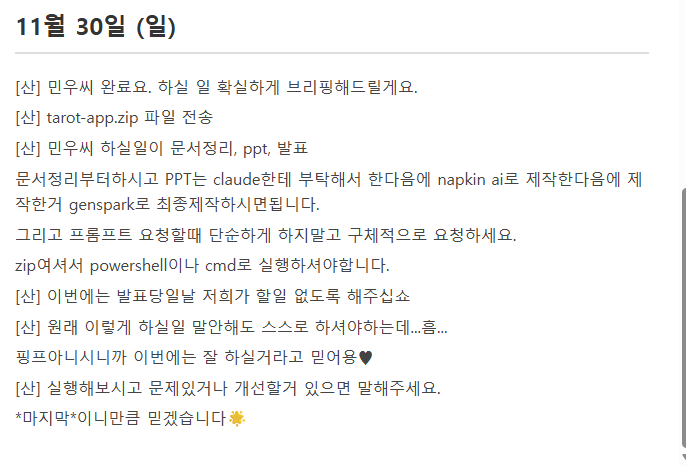 11월 30일 (일)
[산] 민우씨 완료요. 하실 일 확실하게 브리핑해드릴게요.
[산] tarot-app.zip 파일 전송
[산] 민우씨 하실일이 문서정리, ppt, 발표
문서정리부터하시고 PPT는 claude한테 부탁해서 한다음에 napkin ai로 제작한다음에 제
작한거 genspark로 최종제작하시면됩니다.
그리고 프롬프트 요청할때 단순하게 하지말고 구체적으로 요청하세요.
zip여셔서 powershell이나 cmd로 실행하셔야합니다.
[산] 이번에는 발표당일날 저희가 할일 없도록 해주십쇼
[산] 원래 이렇게 하실일 말안해도 스스로 하셔야하는데...흠...
핑프아니시니까 이번에는 잘 하실거라고 믿어용♥
[산] 실행해보시고 문제있거나 개선할거 있으면 말해주세요.
*마지막*이니만큼 믿겠습니다🌟